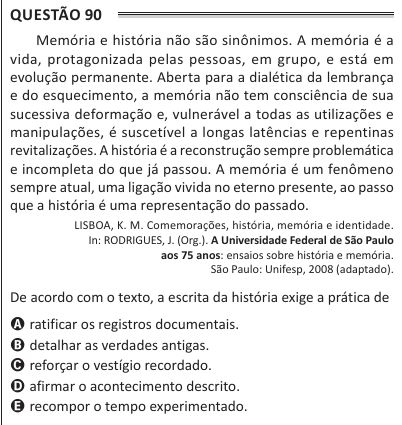 QUESTÃO 90
Memória e história não são sinônimos. A memória é a
vida, protagonizada pelas pessoas, em grupo, e está em
evolução permanente. Aberta para a dialética da lembrança
e do esquecimento, a memória não tem consciência de sua
sucessiva deformação e, vulnerável a todas as utilizações e
manipulações, é suscetível a longas latências e repentinas
revitalizações. A história é a reconstrução sempre problemática
e incompleta do que já passou. A memória é um fenômeno
sempre atual, uma ligação vivida no eterno presente, ao passo
que a história é uma representação do passado.
LISBOA, K. M. Comemorações, história, memória e identidade.
In: RODRIGUES, J. (Org.). A Universidade Federal de São Paulo
aos 75 anos: ensaios sobre história e memória.
São Paulo: Unifesp, 2008 (adaptado).
De acordo com o texto, a escrita da história exige a prática de
A ratificar os registros documentais.
B detalhar as verdades antigas.
C reforçar o vestígio recordado.
D afirmar o acontecimento descrito.
E recompor o tempo experimentado.